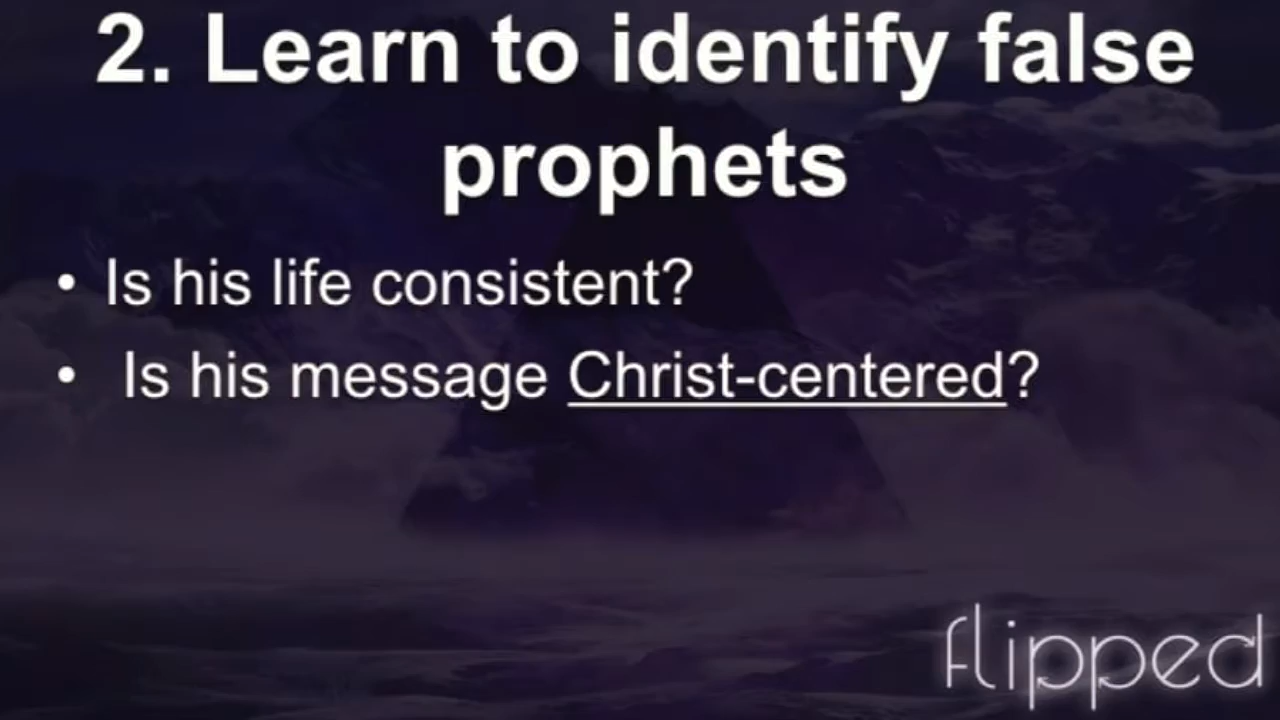 2. Learn to identify false
prophets
• Is his life consistent?
• Is his message Christ-centered?
flipped